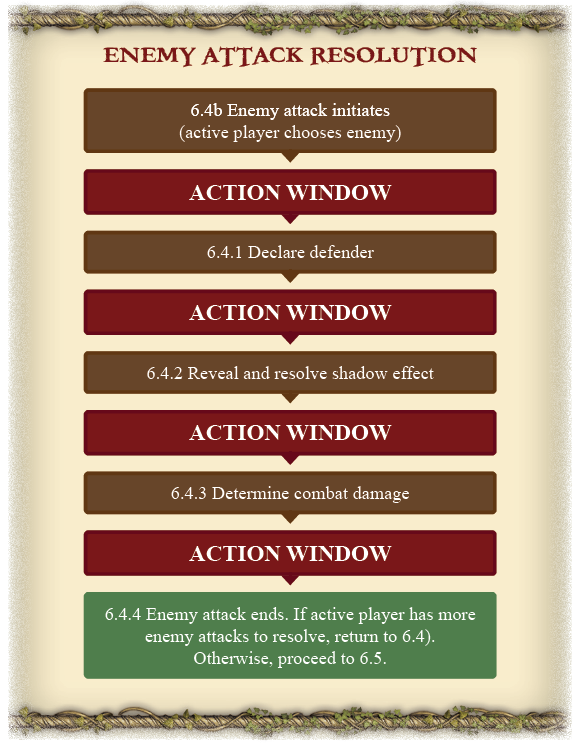 ENEMY ATTACK RESOLUTION
6.4b Enemy attack initiates
(active player chooses enemy)
ACTION WINDOW
6.4.1 Declare defender
ACTION WINDOW
6.4.2 Reveal and resolve shadow effect
ACTION WINDOW
6.4.3 Determine combat damage
ACTION WINDOW
6.4.4 Enemy attack ends. If active player has more
enemy attacks to resolve, return to 6.4).
Otherwise, proceed to 6.5.